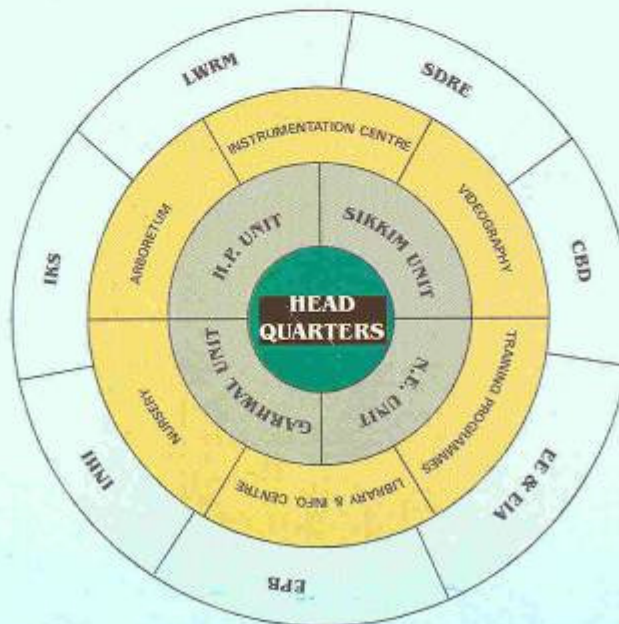 LWRM
SDRE
CBD
EE & EIA
EPB
INHI
IKS
INSTRUMENTATION CENTRE
VIDEOGRAPHY
TRAINING PROGRAMMES
LIBRARY & INFO. CENTRE
NURSERY
ARBORETUM
H.P. UNIT
SIKKIM UNIT
N.E. UNIT
GARHWAL UNIT
HEAD
QUARTERS